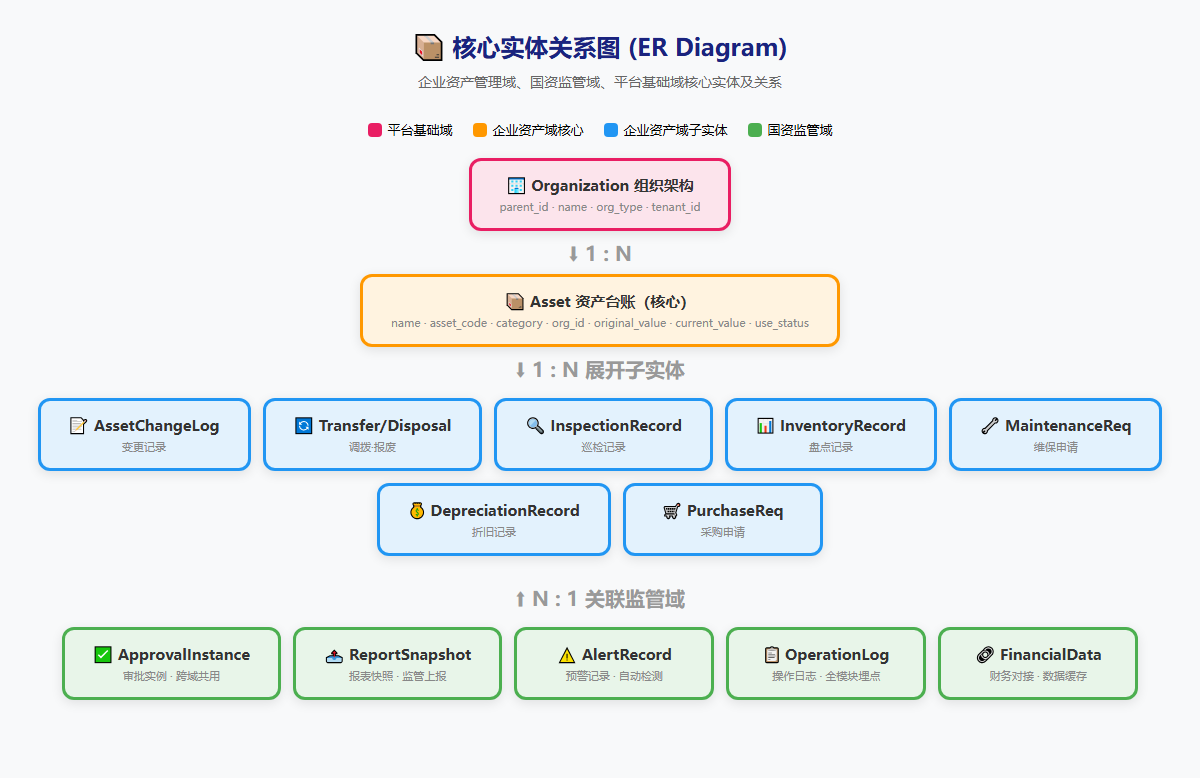 核心实体关系图 (ER Diagram)
企业资产管理域、国资监管域、平台基础域核心实体及关系
平台基础域 企业资产域核心 企业资产域子实体 国资监管域
Organization 组织架构
parent_id · name · org_type · tenant_id
⬇ 1 : N
Asset 资产台账（核心）
name · asset_code · category · org_id · original_value · current_value · use_status
⬇ 1 : N 展开子实体
AssetChangeLog
变更记录
Transfer/Disposal
调拨·报废
InspectionRecord
巡检记录
InventoryRecord
盘点记录
MaintenanceReq
维保申请
DepreciationRecord
折旧记录
PurchaseReq
采购申请
⬆ N : 1 关联监管域
ApprovalInstance
审批实例 · 跨域共用
ReportSnapshot
报表快照 · 监管上报
AlertRecord
预警记录 · 自动检测
OperationLog
操作日志 · 全模块埋点
FinancialData
财务对接 · 数据缓存